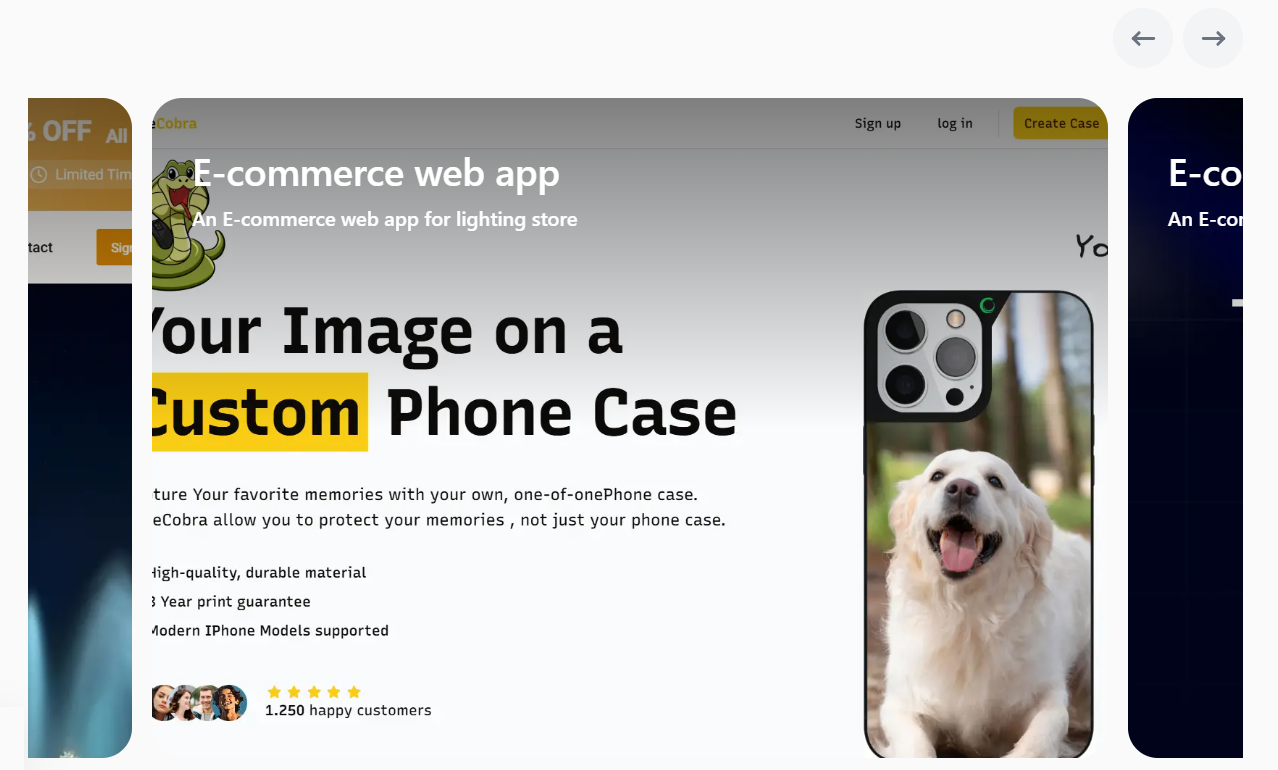 % OFF All
Limited Tim
tact
Sign
eCobra
Sign up
log in
Create Case
E-commerce web app
An E-commerce web app for lighting store
Yo
Your Image on a
Custom Phone Case
ture Your favorite memories with your own, one-of-onePhone case.
eCobra allow you to protect your memories , not just your phone case.
High-quality, durable material
3 Year print guarantee
Modern IPhone Models supported
1.250 happy customers
E-co
An E-cor